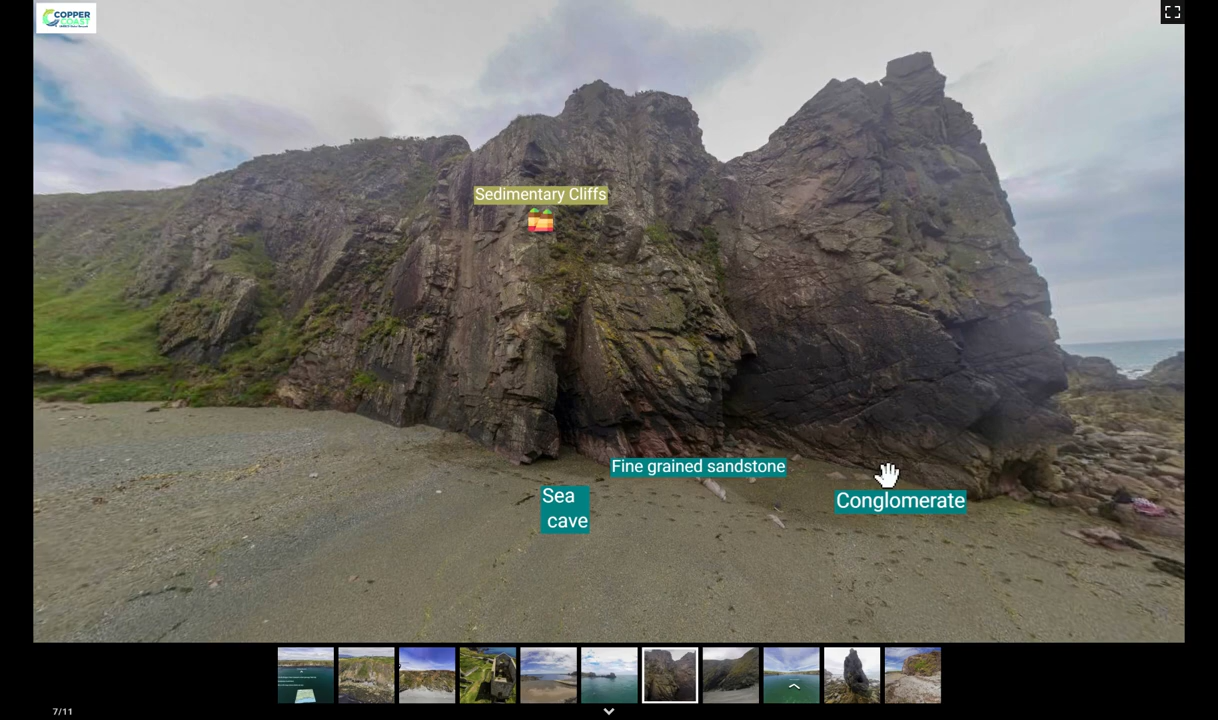 COPPER
COAST
Sedimentary Cliffs
Fine grained sandstone
Sea
cave
Conglomerate
7/11